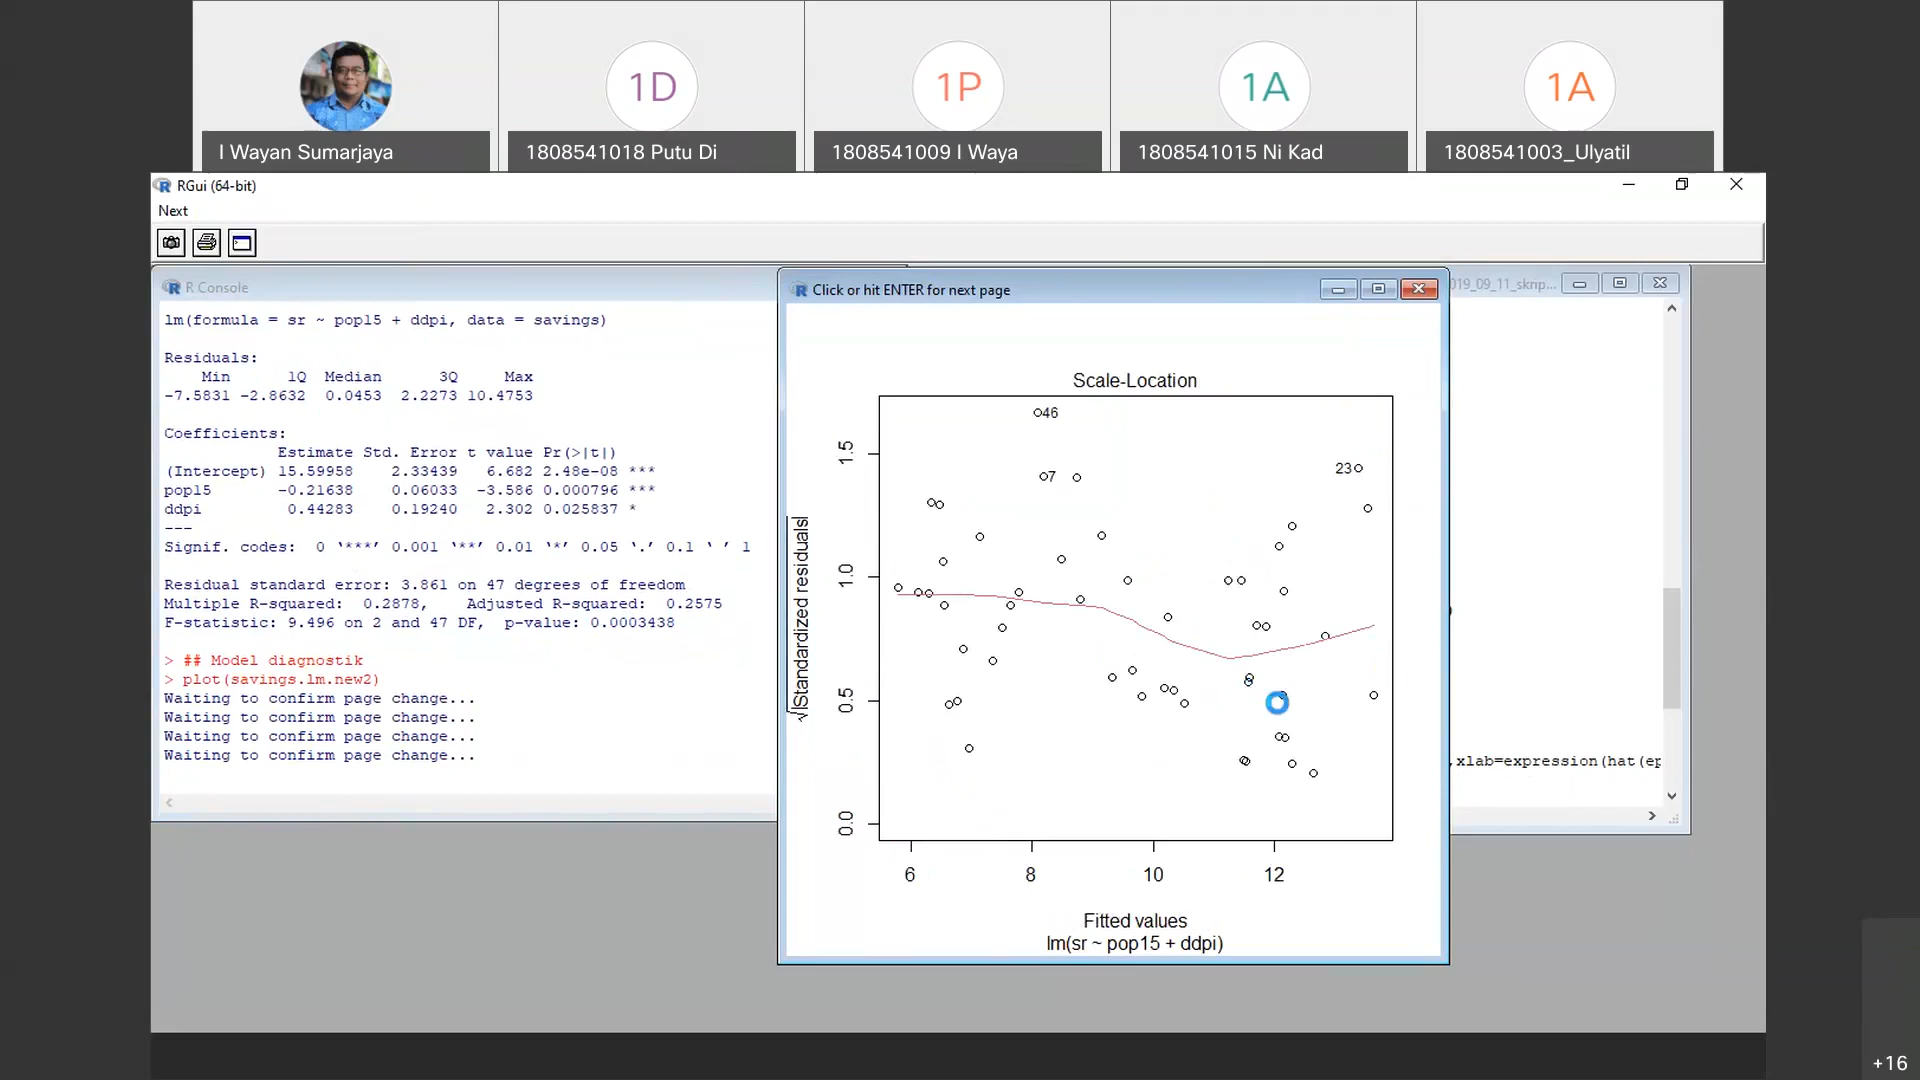 1D
1P
1A
1A
I Wayan Sumarjaya
1808541018 Putu Di
1808541009 I Waya
1808541015 Ni Kad
1808541003_Ulyatil
RGui (64-bit)
Next
R Console
lm(formula = sr ~ pop15 + ddpi, data = savings)
Residuals:
Min 1Q Median 3Q Max
-7.5831 -2.8632 0.0453 2.2273 10.4753
Coefficients:
Estimate Std. Error t value Pr(>|t|)
(Intercept) 15.59958 2.33439 6.682 2.48e-08 ***
pop15 -0.21638 0.06033 -3.586 0.000796 ***
ddpi 0.44283 0.19240 2.302 0.025837 *
---
Signif. codes: 0 ‘***’ 0.001 ‘**’ 0.01 ‘*’ 0.05 ‘.’ 0.1 ‘ ’ 1
Residual standard error: 3.861 on 47 degrees of freedom
Multiple R-squared: 0.2878, Adjusted R-squared: 0.2575
F-statistic: 9.496 on 2 and 47 DF, p-value: 0.0003438
> ## Model diagnostik
> plot(savings.lm.new2)
Waiting to confirm page change...
Waiting to confirm page change...
Waiting to confirm page change...
Waiting to confirm page change...
Click or hit ENTER for next page
Scale-Location
46
7
23
√|Standardized residuals|
1.5
1.0
0.5
0.0
6 8 10 12
Fitted values
lm(sr ~ pop15 + ddpi)
019_09_11_skrip...
,xlab=expression(hat(ep
+16